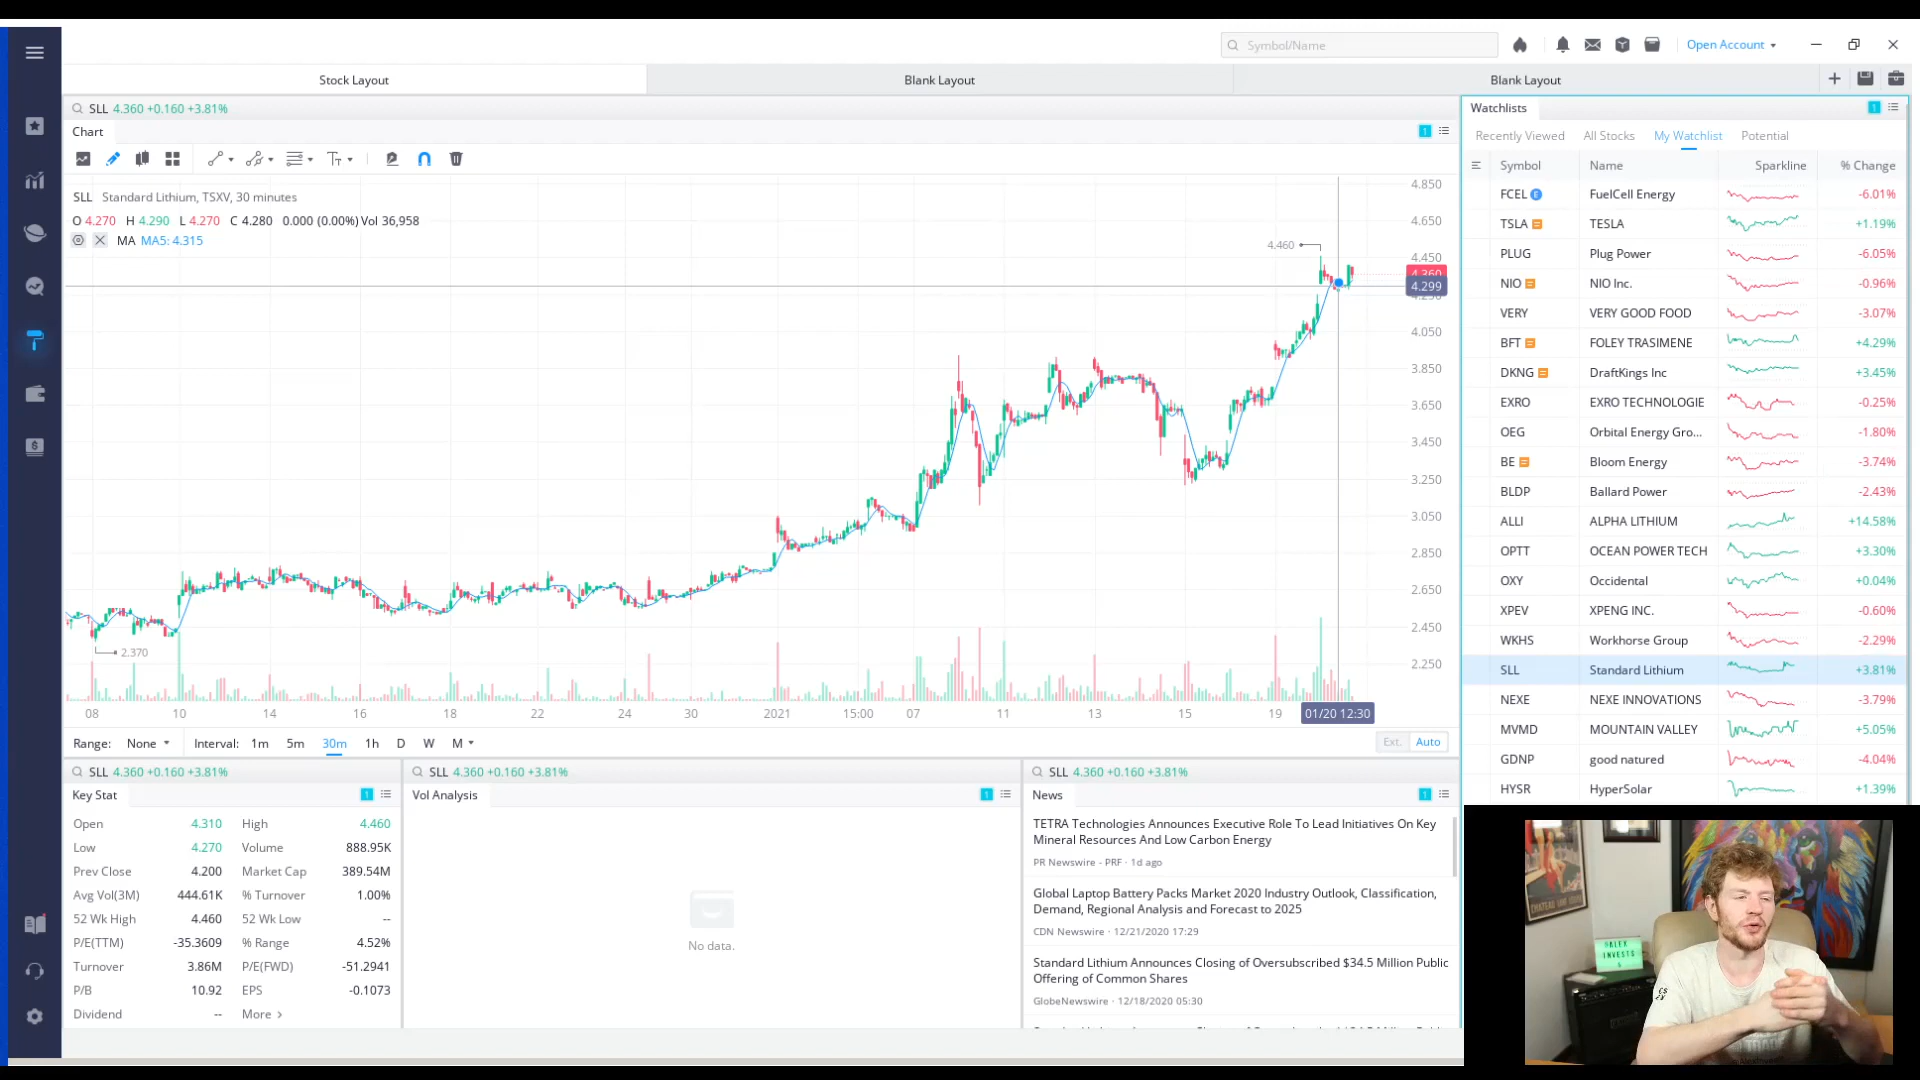 Symbol/Name
Open Account
Stock Layout
Blank Layout
Blank Layout
SLL 4.360 +0.160 +3.81%
Chart
1
SLL Standard Lithium, TSXV, 30 minutes
O 4.270 H 4.290 L 4.270 C 4.280 0.000 (0.00%) Vol 36,958
MA MA5: 4.315
4.850
4.650
4.460
4.450
4.360
4.299
4.250
4.050
3.850
3.650
3.450
3.250
3.050
2.850
2.650
2.450
2.370
2.250
08 10 14 16 18 22 24 30 2021 15:00 07 11 13 15 19 01/20 12:30
Range: None Interval: 1m 5m 30m 1h D W M
Ext. Auto
SLL 4.360 +0.160 +3.81%
Key Stat
1
Open 4.310 High 4.460
Low 4.270 Volume 888.95K
Prev Close 4.200 Market Cap 389.54M
Avg Vol(3M) 444.61K % Turnover 1.00%
52 Wk High 4.460 52 Wk Low --
P/E(TTM) -35.3609 % Range 4.52%
Turnover 3.86M P/E(FWD) -51.2941
P/B 10.92 EPS -0.1073
Dividend -- More >
SLL 4.360 +0.160 +3.81%
Vol Analysis
1
No data.
SLL 4.360 +0.160 +3.81%
News
1
TETRA Technologies Announces Executive Role To Lead Initiatives On Key
Mineral Resources And Low Carbon Energy
PR Newswire - PRF · 1d ago
Global Laptop Battery Packs Market 2020 Industry Outlook, Classification,
Demand, Regional Analysis and Forecast to 2025
CDN Newswire · 12/21/2020 17:29
Standard Lithium Announces Closing of Oversubscribed $34.5 Million Public
Offering of Common Shares
GlobeNewswire · 12/18/2020 05:30
Watchlists
1
Recently Viewed All Stocks My Watchlist Potential
Symbol Name Sparkline % Change
FCEL E FuelCell Energy -6.01%
TSLA TESLA +1.19%
PLUG Plug Power -6.05%
NIO NIO Inc. -0.96%
VERY VERY GOOD FOOD -3.07%
BFT FOLEY TRASIMENE +4.29%
DKNG DraftKings Inc +3.45%
EXRO EXRO TECHNOLOGIE -0.25%
OEG Orbital Energy Gro... -1.80%
BE Bloom Energy -3.74%
BLDP Ballard Power -2.43%
ALLI ALPHA LITHIUM +14.58%
OPTT OCEAN POWER TECH +3.30%
OXY Occidental +0.04%
XPEV XPENG INC. -0.60%
WKHS Workhorse Group -2.29%
SLL Standard Lithium +3.81%
NEXE NEXE INNOVATIONS -3.79%
MVMD MOUNTAIN VALLEY +5.05%
GDNP good natured -4.04%
HYSR HyperSolar +1.39%
ALEX
INVESTS